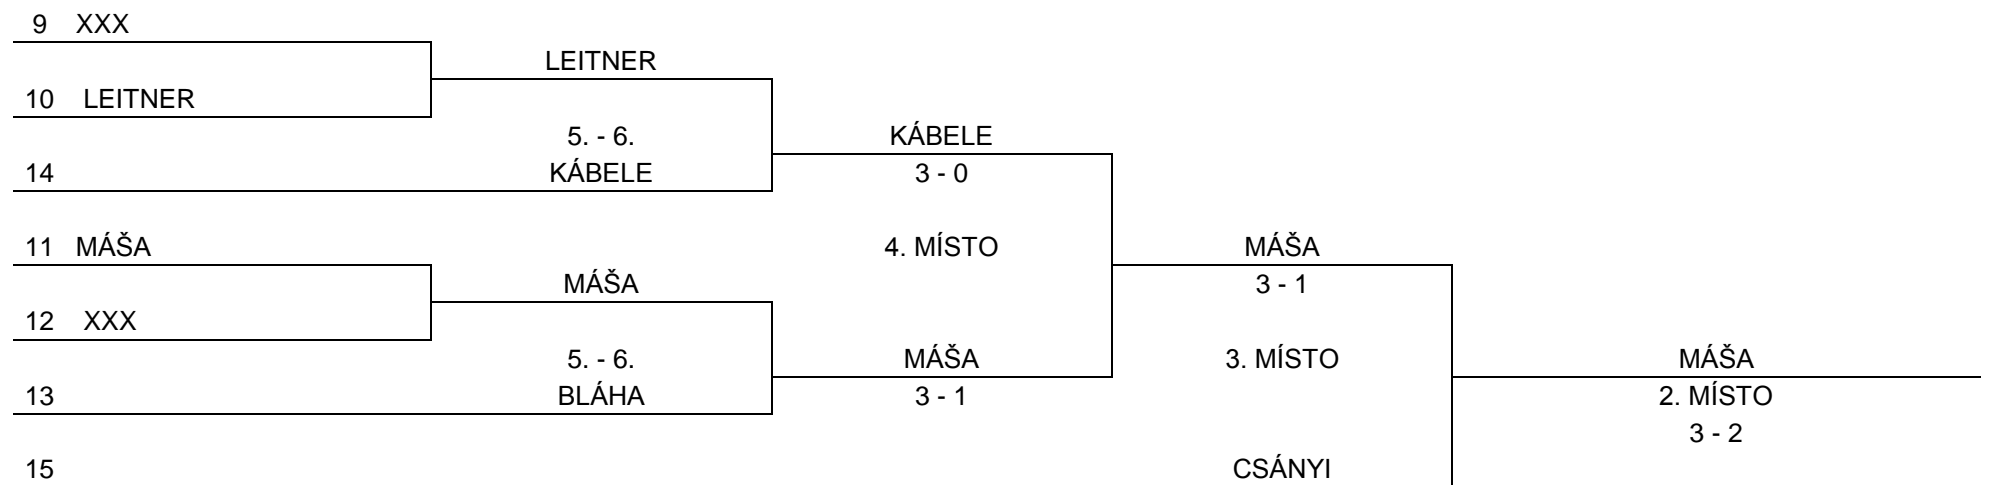 9 XXX
LEITNER
10 LEITNER
5. - 6. KÁBELE
14 KÁBELE 3 - 0
11 MÁŠA 4. MÍSTO MÁŠA
MÁŠA 3 - 1
12 XXX
5. - 6. MÁŠA 3. MÍSTO MÁŠA
13 BLÁHA 3 - 1 2. MÍSTO
3 - 2
15 CSÁNYI